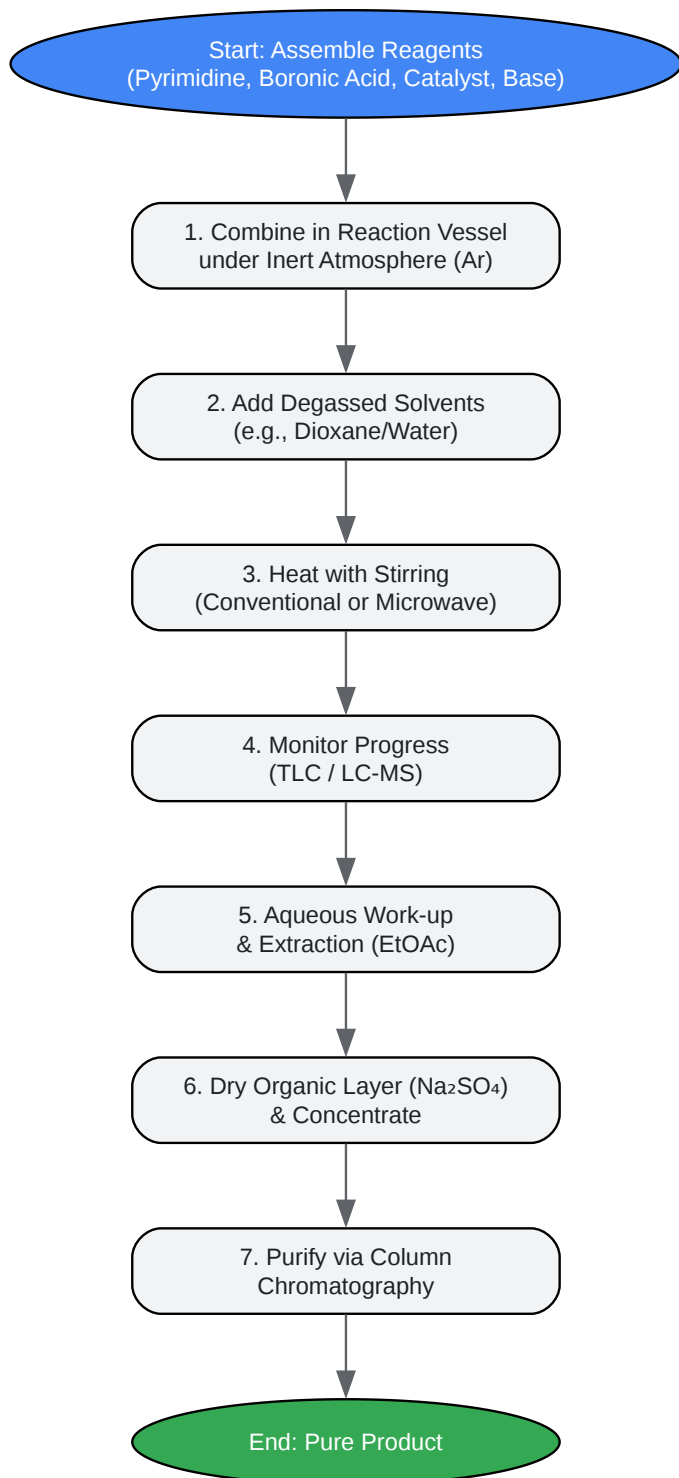 Start: Assemble Reagents
(Pyrimidine, Boronic Acid, Catalyst, Base)
1. Combine in Reaction Vessel
under Inert Atmosphere (Ar)
2. Add Degassed Solvents
(e.g., Dioxane/Water)
3. Heat with Stirring
(Conventional or Microwave)
4. Monitor Progress
(TLC / LC-MS)
5. Aqueous Work-up
& Extraction (EtOAc)
6. Dry Organic Layer (Na₂SO₄)
& Concentrate
7. Purify via Column
Chromatography
End: Pure Product